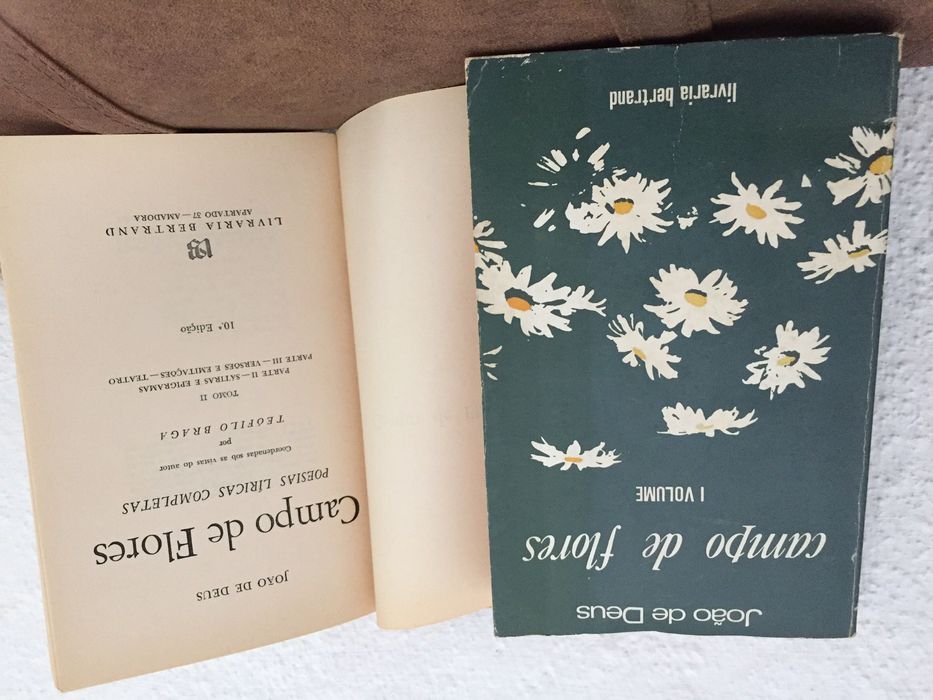 JOÃO DE DEUS
Campo de Flores
POESIAS LÍRICAS COMPLETAS
Coordenadas sob as vistas do autor
por
TEÓFILO BRAGA
TOMO II
PARTE II — SÁTIRAS E EPIGRAMAS
PARTE III — VERSÕES E EMITAÇÕES — TEATRO
10.ª Edição
LIVRARIA BERTRAND
APARTADO 37 — AMADORA
João de Deus
campo de flores
I VOLUME
livraria bertrand